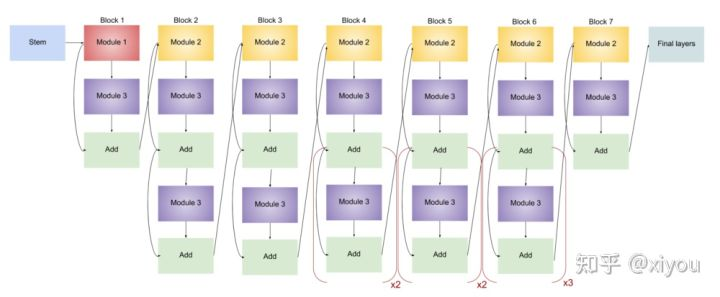 Block 1 Block 2 Block 3 Block 4 Block 5 Block 6 Block 7
Stem Module 1 Module 2 Module 2 Module 2 Module 2 Module 2 Module 2 Final layers
Module 3 Module 3 Module 3 Module 3 Module 3 Module 3 Module 3
Add Add Add Add Add Add Add
Module 3 Module 3 Module 3 Module 3 Module 3
Add Add Add Add Add
x2 x2 x3
知乎 @xiyou